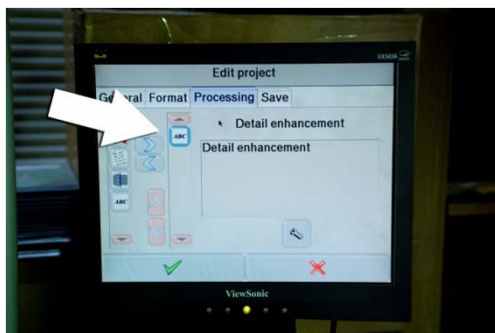 Edit project
General Format Processing Save
Detail enhancement
ABC
Detail enhancement
ABC
ViewSonic